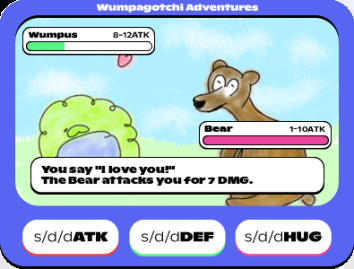 Wumpagotchi Adventures
Wumpus 8-12ATK
Bear 1-10ATK
You say "I love you!"
The Bear attacks you for 7 DMG.
s/d/dATK s/d/dDEF s/d/dHUG